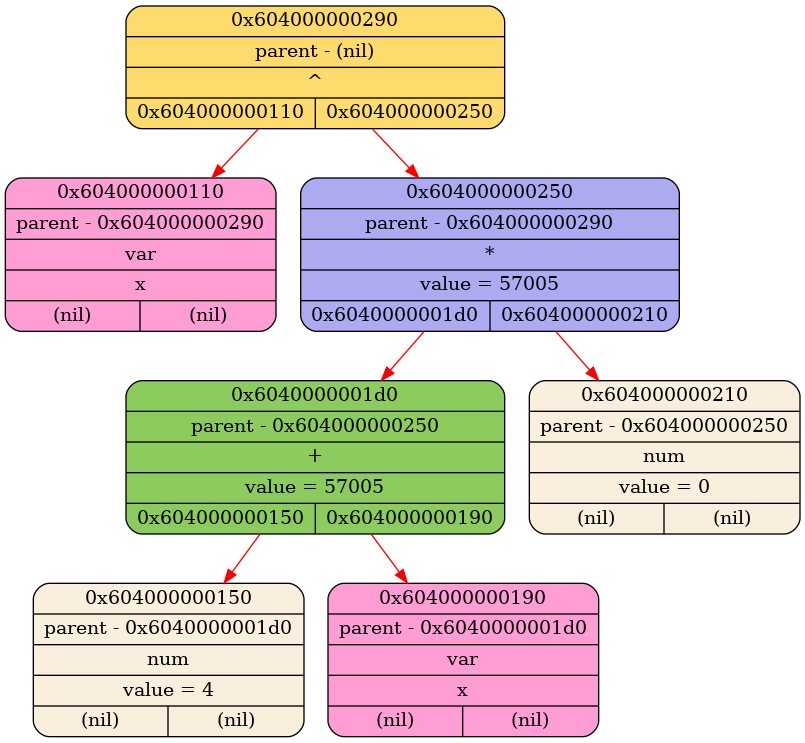 0x604000000290
parent - (nil)
^
0x604000000110 0x604000000250
0x604000000110
parent - 0x604000000290
var
x
(nil) (nil)
0x604000000250
parent - 0x604000000290
*
value = 57005
0x6040000001d0 0x604000000210
0x6040000001d0
parent - 0x604000000250
+
value = 57005
0x604000000150 0x604000000190
0x604000000210
parent - 0x604000000250
num
value = 0
(nil) (nil)
0x604000000150
parent - 0x6040000001d0
num
value = 4
(nil) (nil)
0x604000000190
parent - 0x6040000001d0
var
x
(nil) (nil)